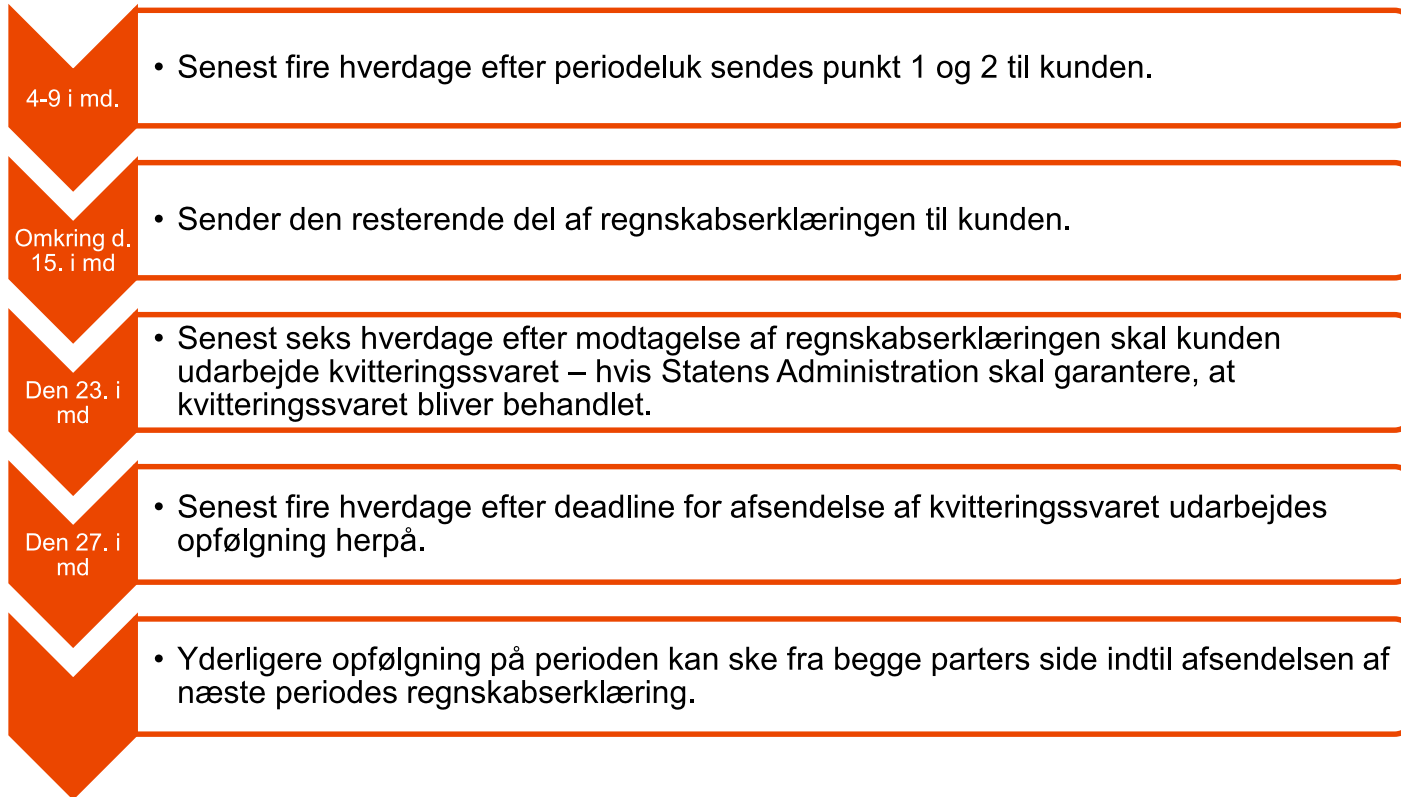 4-9 i md.
• Senest fire hverdage efter periodeluk sendes punkt 1 og 2 til kunden.
Omkring d.
15. i md
• Sender den resterende del af regnskabserklæringen til kunden.
Den 23. i
md
• Senest seks hverdage efter modtagelse af regnskabserklæringen skal kunden
udarbejde kvitteringssvaret – hvis Statens Administration skal garantere, at
kvitteringssvaret bliver behandlet.
Den 27. i
md
• Senest fire hverdage efter deadline for afsendelse af kvitteringssvaret udarbejdes
opfølgning herpå.
• Yderligere opfølgning på perioden kan ske fra begge parters side indtil afsendelsen af
næste periodes regnskabserklæring.